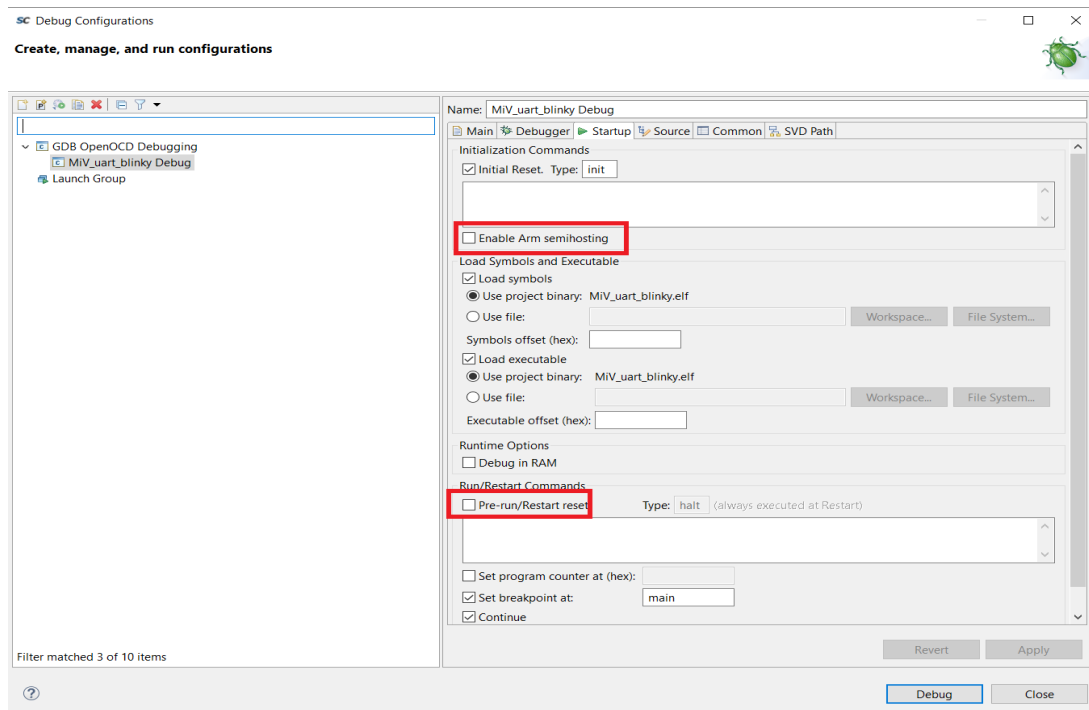 SC Debug Configurations
Create, manage, and run configurations
GDB OpenOCD Debugging
MiV_uart_blinky Debug
Launch Group
Filter matched 3 of 10 items
Name: MiV_uart_blinky Debug
Main Debugger Startup Source Common SVD Path
Initialization Commands
Initial Reset. Type: init
Enable Arm semihosting
Load Symbols and Executable
Load symbols
Use project binary: MiV_uart_blinky.elf
Use file: Workspace... File System...
Symbols offset (hex):
Load executable
Use project binary: MiV_uart_blinky.elf
Use file: Workspace... File System...
Executable offset (hex):
Runtime Options
Debug in RAM
Run/Restart Commands
Pre-run/Restart reset Type: halt (always executed at Restart)
Set program counter at (hex):
Set breakpoint at: main
Continue
Revert Apply
Debug Close